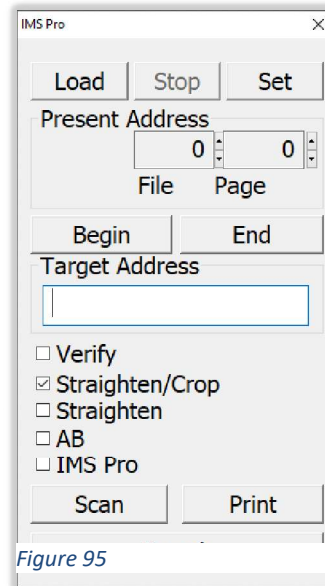 IMS Pro
Load Stop Set
Present Address
0 0
File Page
Begin End
Target Address
Verify
Straighten/Crop
Straighten
AB
IMS Pro
Scan Print
Figure 95